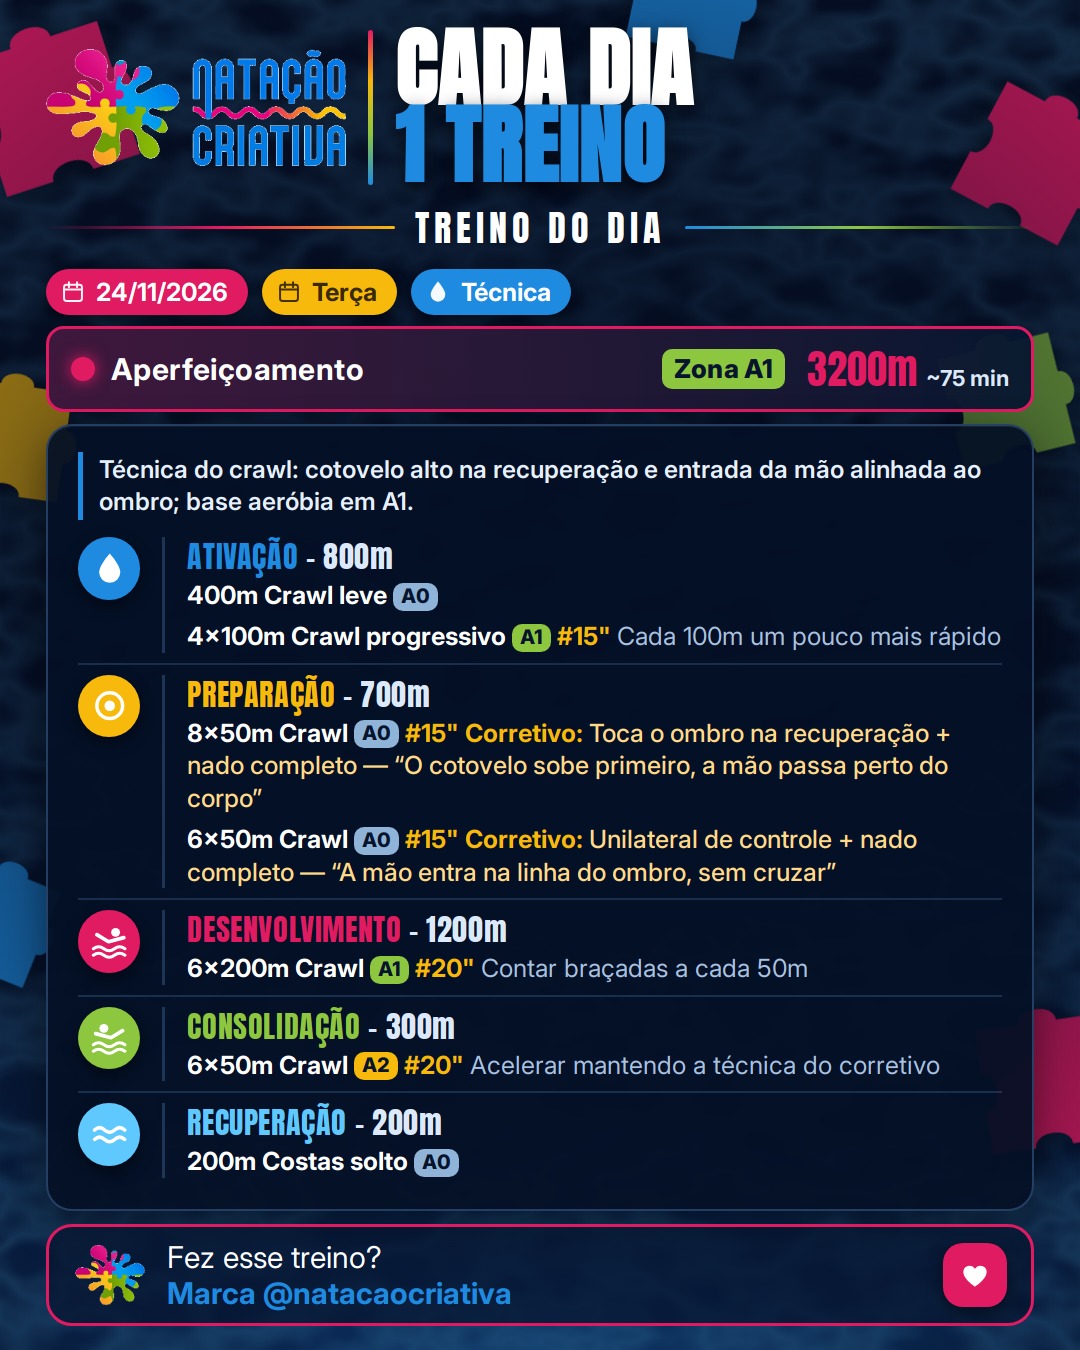 NATAÇÃO
CRIATIVA
CADA DIA
1 TREINO
TREINO DO DIA
24/11/2026
Terça
Técnica
Aperfeiçoamento
Zona A1
3200m ~75 min
Técnica do crawl: cotovelo alto na recuperação e entrada da mão alinhada ao
ombro; base aeróbia em A1.
ATIVAÇÃO - 800m
400m Crawl leve A0
4×100m Crawl progressivo A1 #15" Cada 100m um pouco mais rápido
PREPARAÇÃO - 700m
8×50m Crawl A0 #15" Corretivo: Toca o ombro na recuperação +
nado completo — “O cotovelo sobe primeiro, a mão passa perto do
corpo”
6×50m Crawl A0 #15" Corretivo: Unilateral de controle + nado
completo — “A mão entra na linha do ombro, sem cruzar”
DESENVOLVIMENTO - 1200m
6×200m Crawl A1 #20" Contar braçadas a cada 50m
CONSOLIDAÇÃO - 300m
6×50m Crawl A2 #20" Acelerar mantendo a técnica do corretivo
RECUPERAÇÃO - 200m
200m Costas solto A0
Fez esse treino?
Marca @natacaocriativa